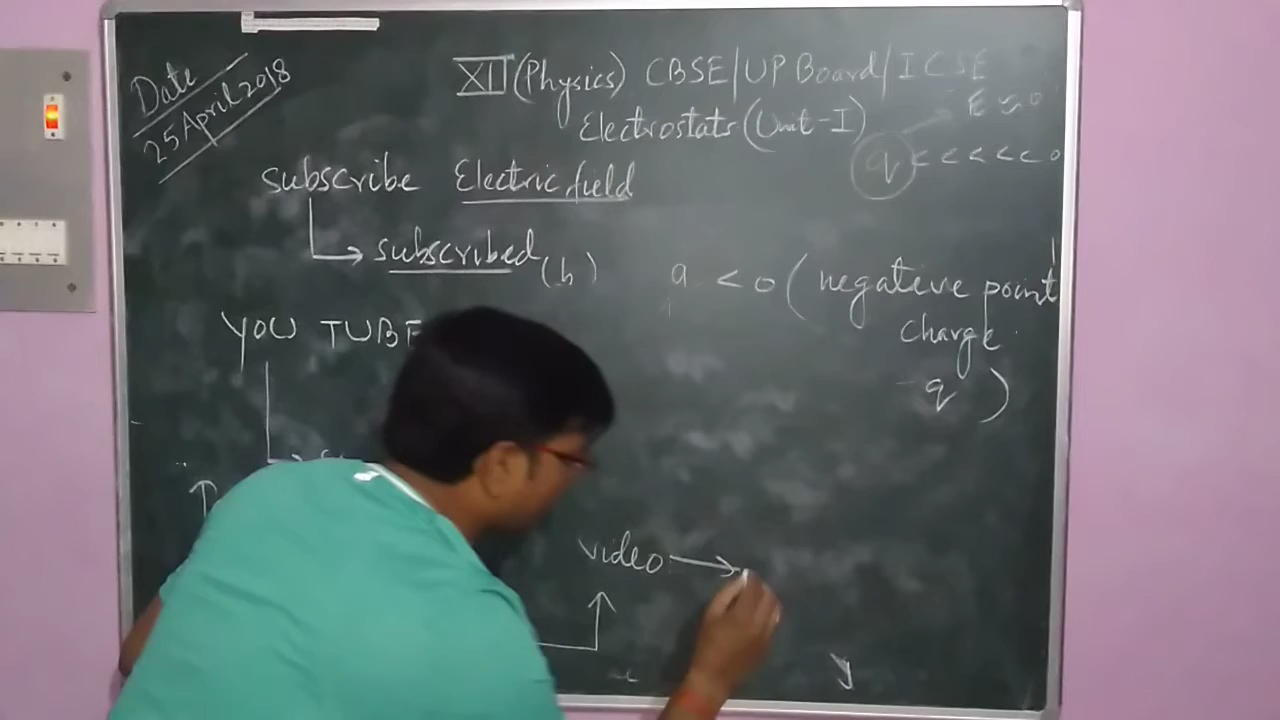 Date
25 April 2018
XII (Physics) CBSE/UP Board/ICSE
Electrostats (Unit-I)
E
q < < < < < 0
subscribe Electric field
subscribed
(b)
q < 0 (negative point
charge
-q)
YOU TUBE
video →